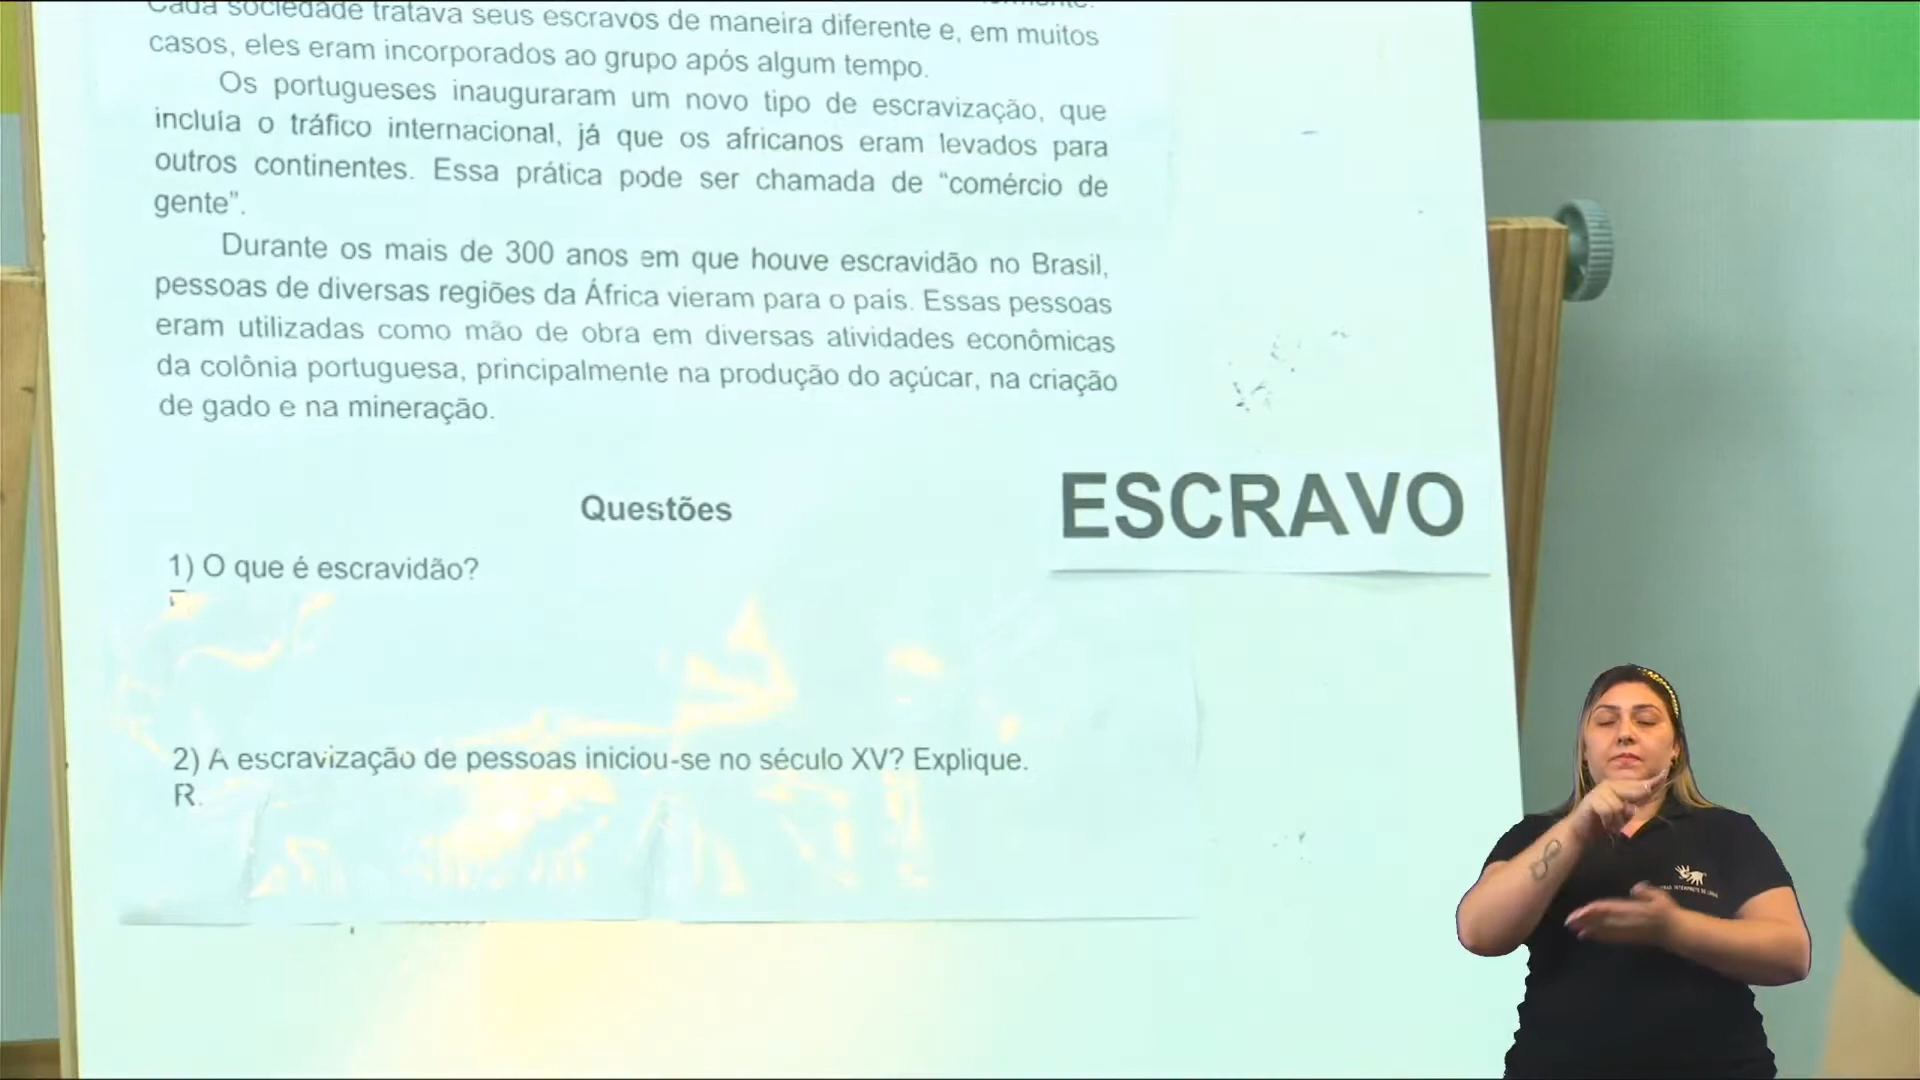 Cada sociedade tratava seus escravos de maneira diferente e, em muitos
casos, eles eram incorporados ao grupo após algum tempo.
Os portugueses inauguraram um novo tipo de escravização, que
incluía o tráfico internacional, já que os africanos eram levados para
outros continentes. Essa prática pode ser chamada de “comércio de
gente”.
Durante os mais de 300 anos em que houve escravidão no Brasil,
pessoas de diversas regiões da África vieram para o país. Essas pessoas
eram utilizadas como mão de obra em diversas atividades econômicas
da colônia portuguesa, principalmente na produção do açúcar, na criação
de gado e na mineração.
Questões
ESCRAVO
1) O que é escravidão?
2) A escravização de pessoas iniciou-se no século XV? Explique.
R.